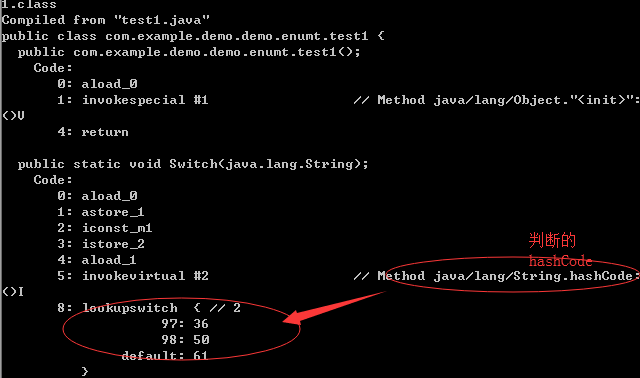 1.class
Compiled from "test1.java"
public class com.example.demo.demo.enumt.test1 {
  public com.example.demo.demo.enumt.test1();
    Code:
       0: aload_0
       1: invokespecial #1                  // Method java/lang/Object."<init>":
()V
       4: return
  public static void Switch(java.lang.String);
    Code:
       0: aload_0
       1: astore_1
       2: iconst_m1
       3: istore_2
       4: aload_1
判断的
hashCode
       5: invokevirtual #2                  // Method java/lang/String.hashCode:
()I
       8: lookupswitch  { // 2
                    97: 36
                    98: 50
               default: 61
          }